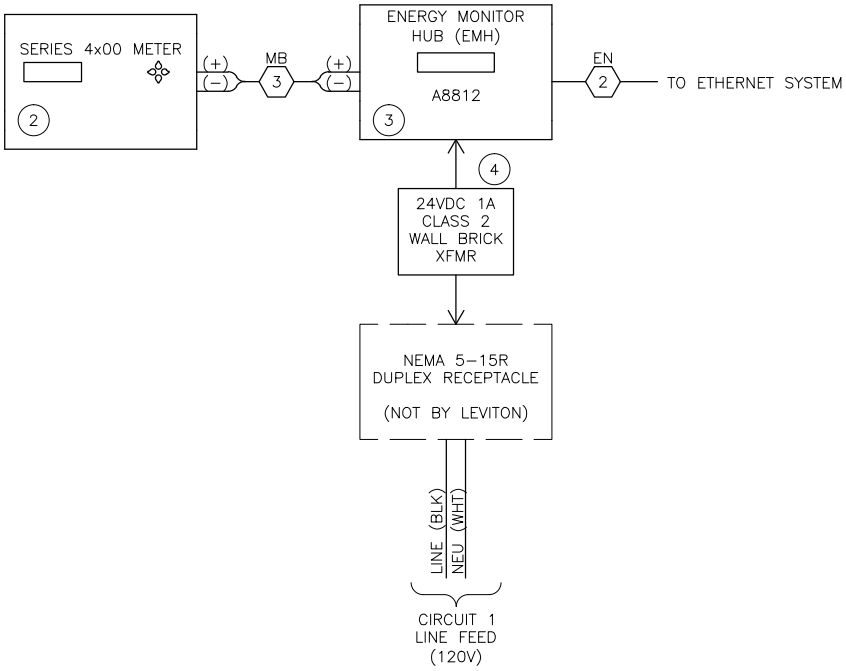 SERIES 4x00 METER
2
(+)
(-)
MB
3
(+)
(-)
ENERGY MONITOR
HUB (EMH)
A8812
3
EN
2
TO ETHERNET SYSTEM
4
24VDC 1A
CLASS 2
WALL BRICK
XFMR
NEMA 5-15R
DUPLEX RECEPTACLE
(NOT BY LEVITON)
LINE (BLK)
NEU (WHT)
CIRCUIT 1
LINE FEED
(120V)